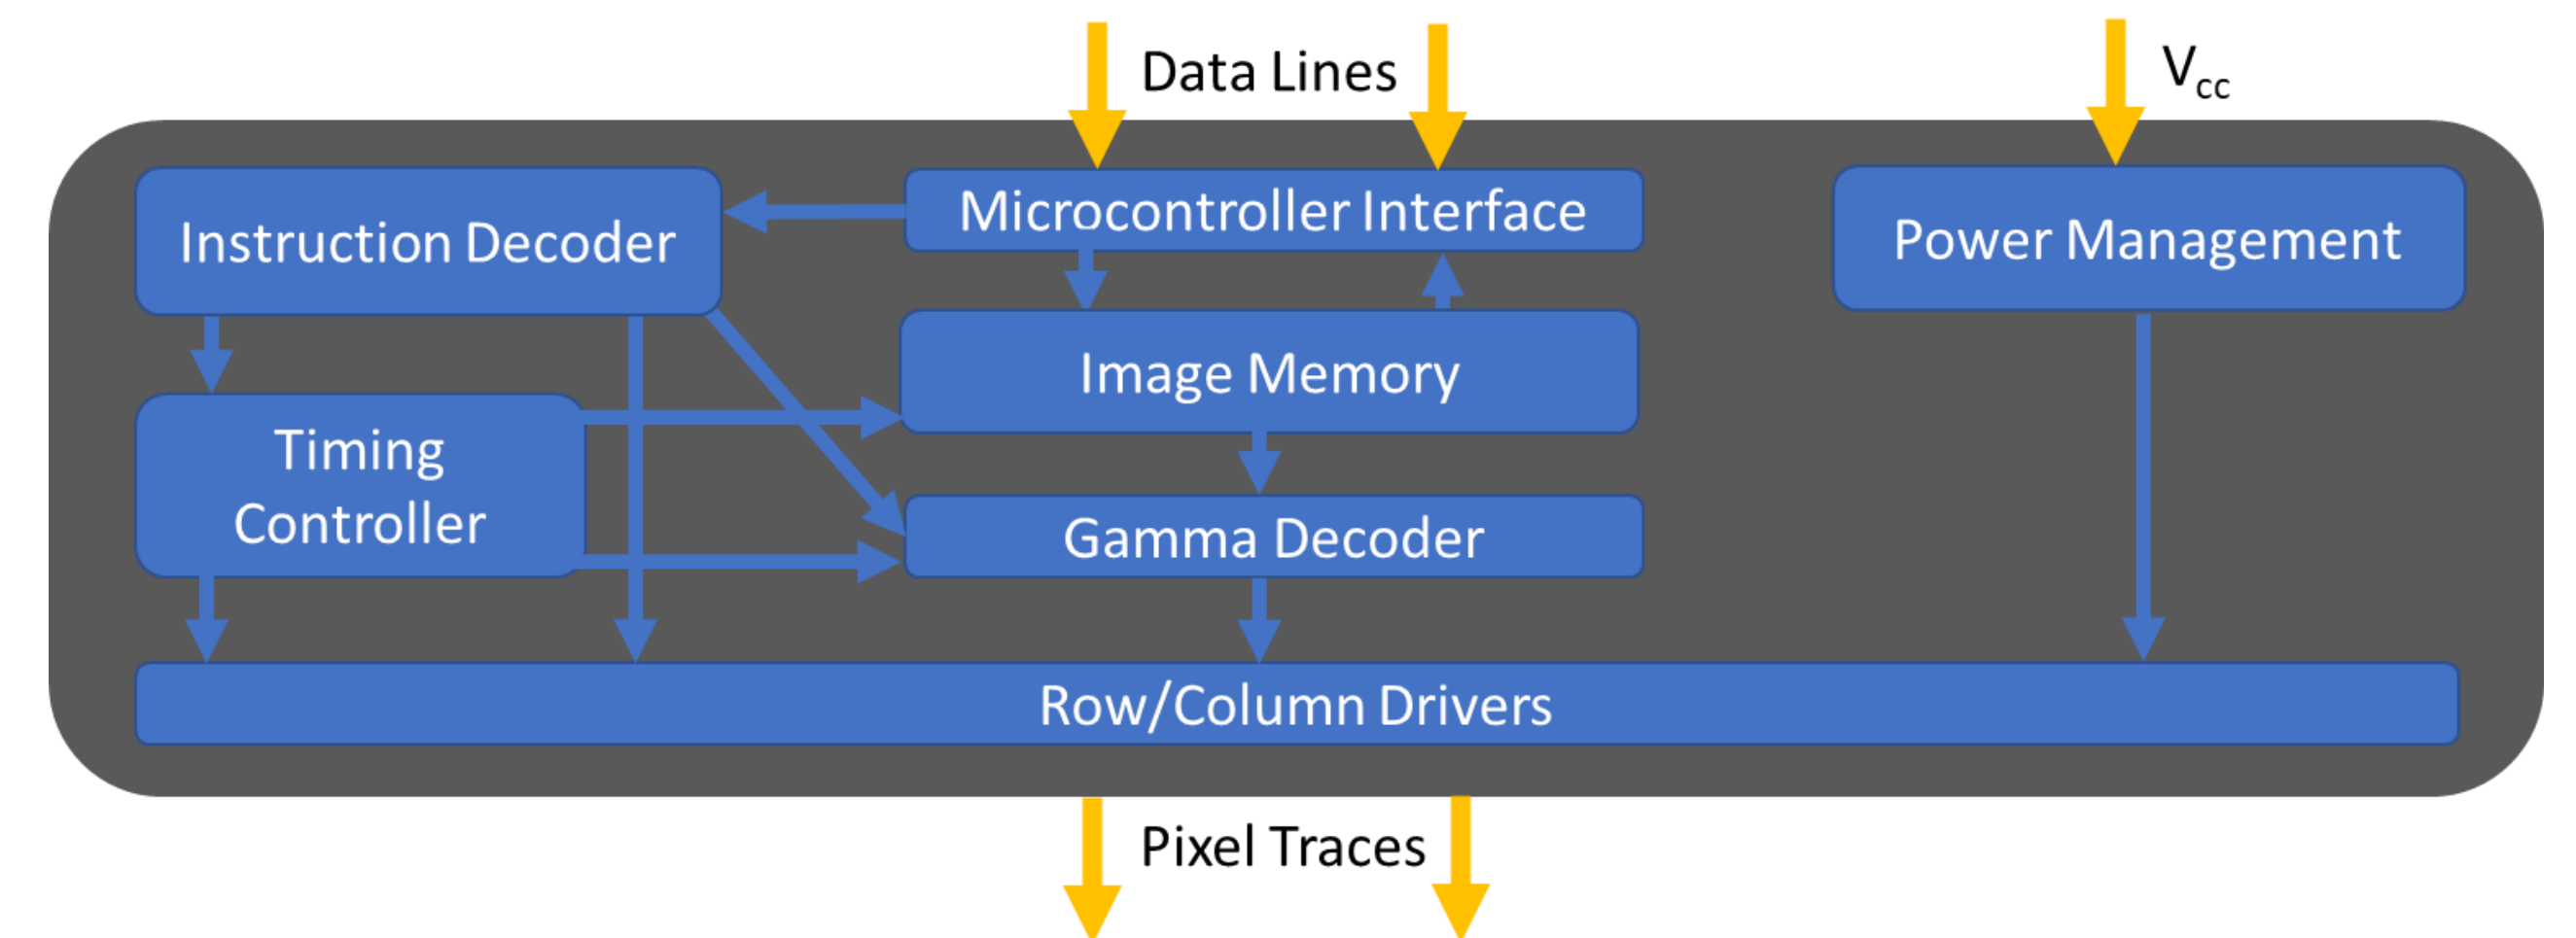 Data Lines
V_cc
Instruction Decoder
Microcontroller Interface
Power Management
Image Memory
Timing
Controller
Gamma Decoder
Row/Column Drivers
Pixel Traces